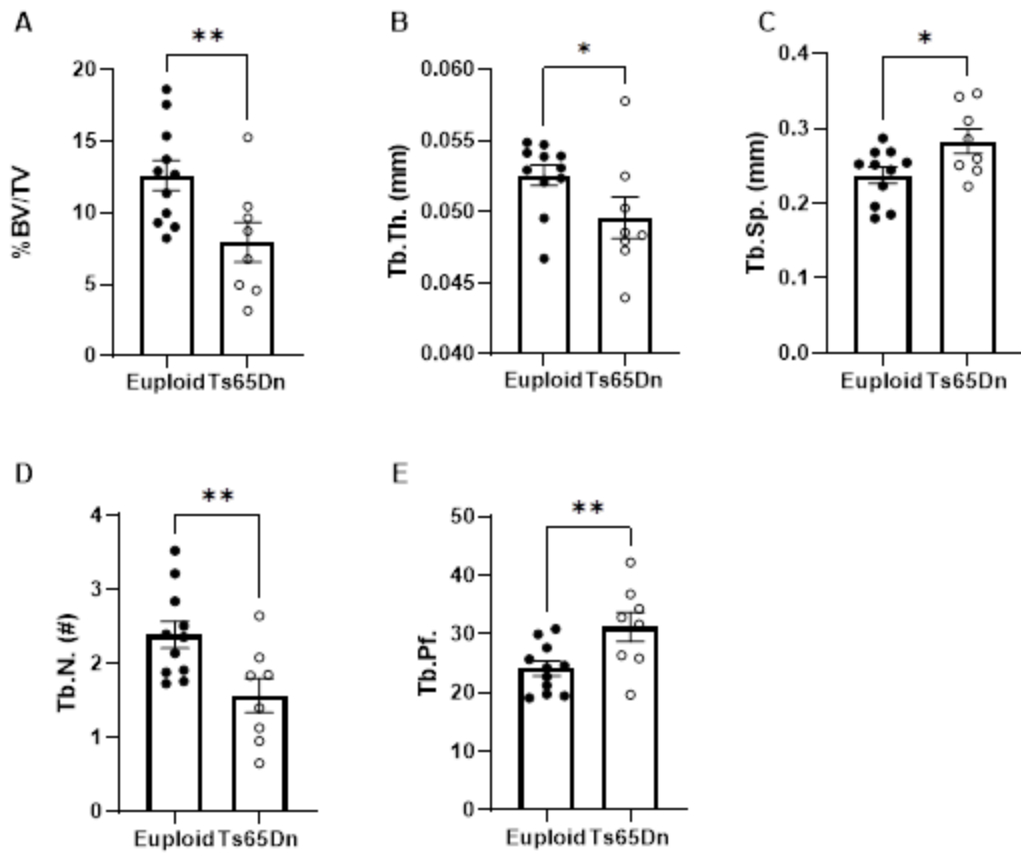 A
**
20
15
10
5
0
% BV/TV
Euploid Ts65Dn
B
*
0.060
0.055
0.050
0.045
0.040
Tb.Th. (mm)
Euploid Ts65Dn
C
*
0.4
0.3
0.2
0.1
0.0
Tb.Sp. (mm)
Euploid Ts65Dn
D
**
4
3
2
1
0
Tb.N. (#)
Euploid Ts65Dn
E
**
50
40
30
20
10
0
Tb.Pf.
Euploid Ts65Dn